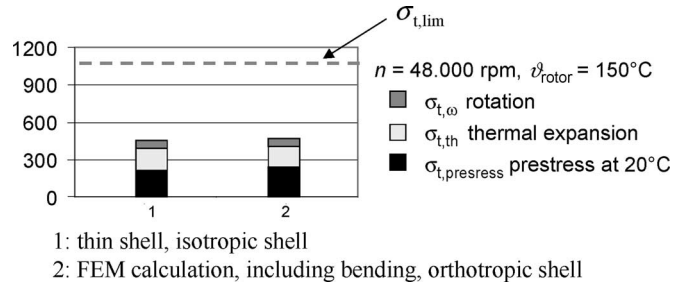 σt,lim
1200
900
600
300
0
1
2
n = 48.000 rpm, ϑrotor = 150°C
σt,ω rotation
σt,th thermal expansion
σt,presress prestress at 20°C
1: thin shell, isotropic shell
2: FEM calculation, including bending, orthotropic shell